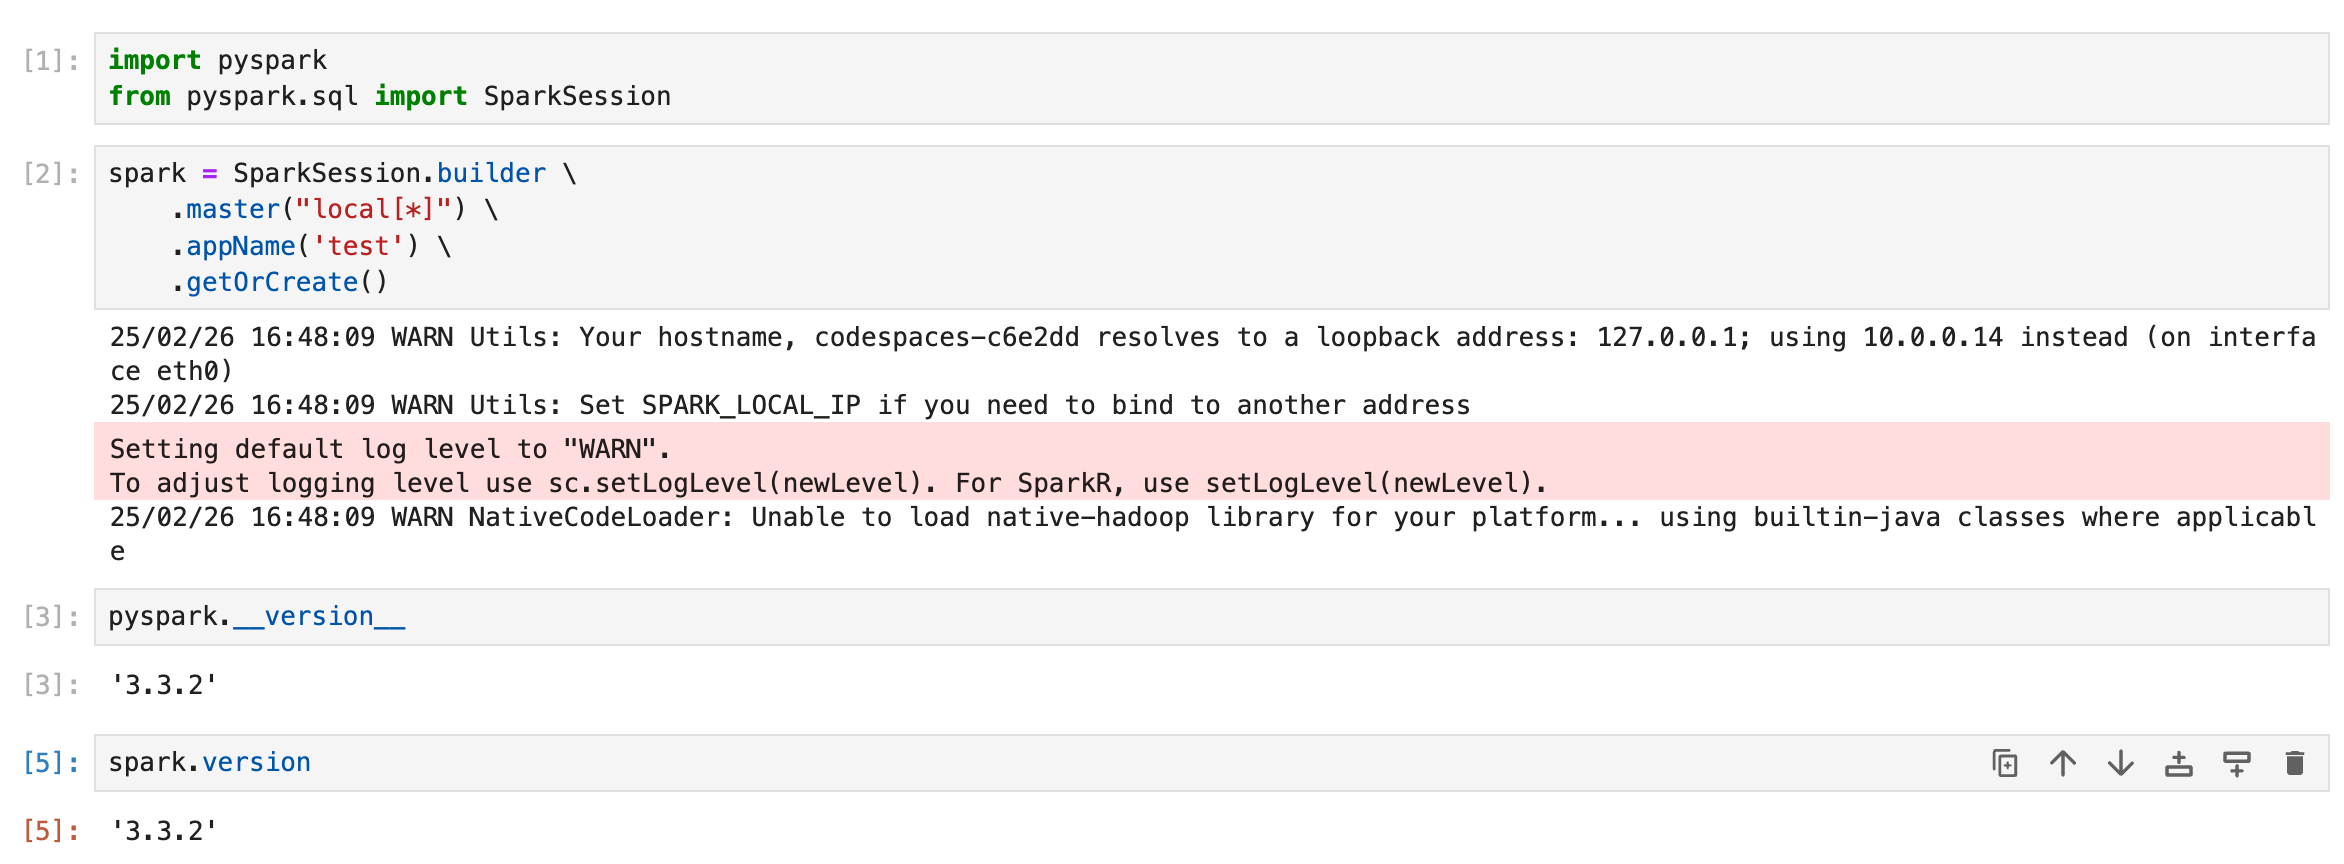 [1]: import pyspark
from pyspark.sql import SparkSession
[2]: spark = SparkSession.builder \
    .master("local[*]") \
    .appName('test') \
    .getOrCreate()
25/02/26 16:48:09 WARN Utils: Your hostname, codespaces-c6e2dd resolves to a loopback address: 127.0.0.1; using 10.0.0.14 instead (on interfa
ce eth0)
25/02/26 16:48:09 WARN Utils: Set SPARK_LOCAL_IP if you need to bind to another address
Setting default log level to "WARN".
To adjust logging level use sc.setLogLevel(newLevel). For SparkR, use setLogLevel(newLevel).
25/02/26 16:48:09 WARN NativeCodeLoader: Unable to load native-hadoop library for your platform... using builtin-java classes where applicabl
e
[3]: pyspark.__version__
[3]: '3.3.2'
[5]: spark.version
[5]: '3.3.2'